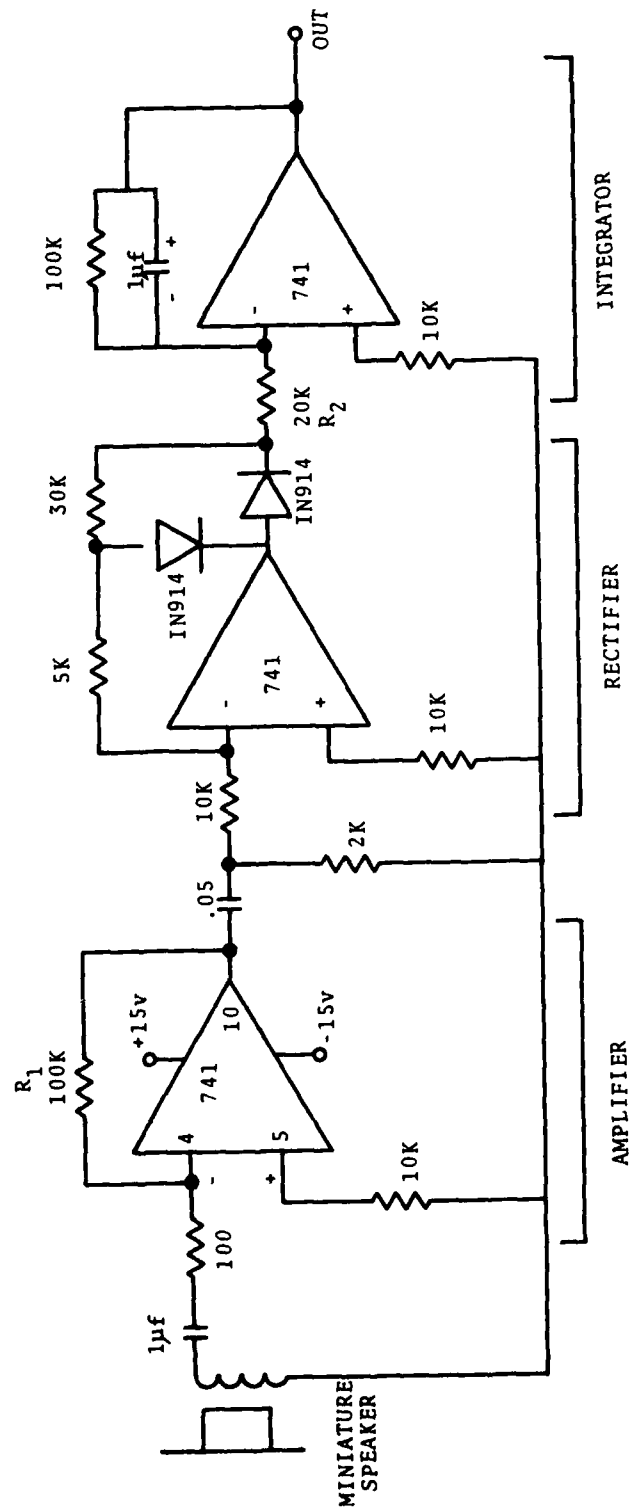 R1
100K
+15v
741
4
5
10
-
+
-15v
100
1µf
10K
MINIATURE
SPEAKER
AMPLIFIER
.05
2K
10K
5K
30K
IN914
IN914
741
-
+
10K
RECTIFIER
20K
R2
100K
1µf
+
-
741
-
+
10K
OUT
INTEGRATOR